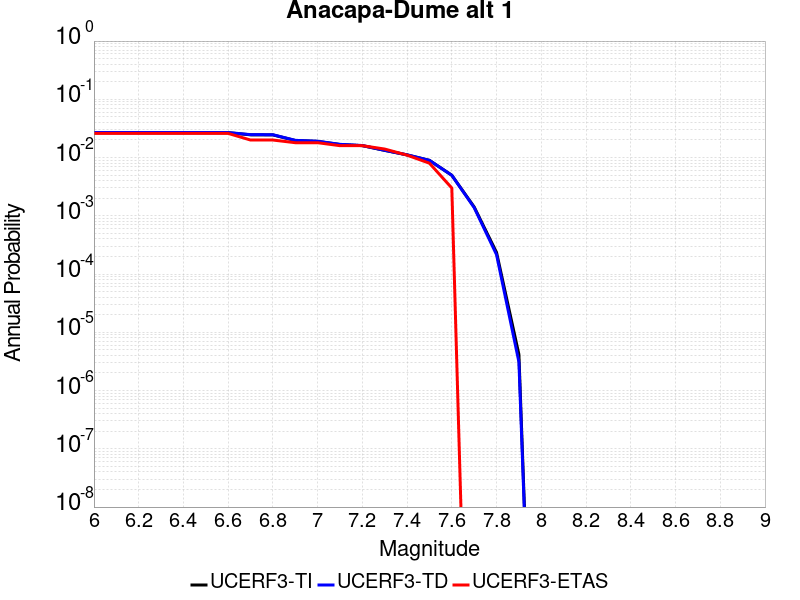 Anacapa-Dume alt 1
10^0
10^-1
10^-2
10^-3
10^-4
10^-5
10^-6
10^-7
10^-8
Annual Probability
6 6.2 6.4 6.6 6.8 7 7.2 7.4 7.6 7.8 8 8.2 8.4 8.6 8.8 9
Magnitude
UCERF3-TI UCERF3-TD UCERF3-ETAS